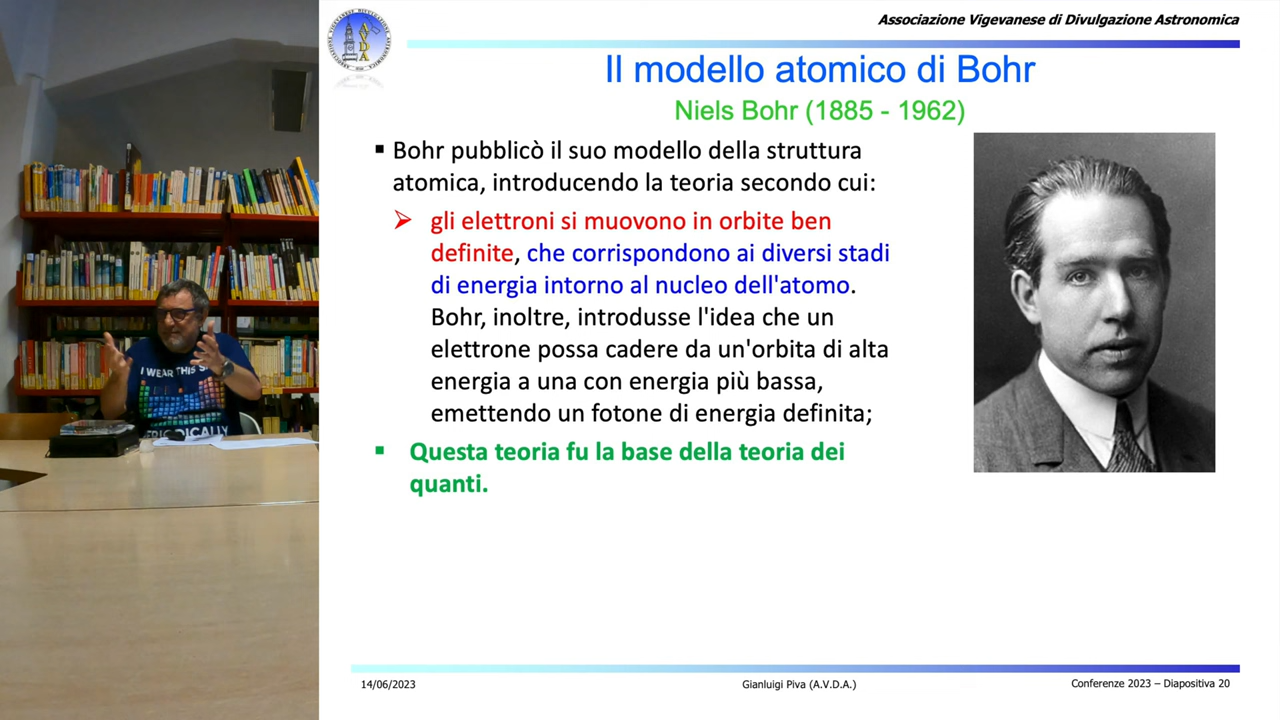 Associazione Vigevanese di Divulgazione Astronomica
A.V.D.A
Il modello atomico di Bohr
Niels Bohr (1885 - 1962)
▪ Bohr pubblicò il suo modello della struttura
atomica, introducendo la teoria secondo cui:
➢ gli elettroni si muovono in orbite ben
definite, che corrispondono ai diversi stadi
di energia intorno al nucleo dell'atomo.
Bohr, inoltre, introdusse l'idea che un
elettrone possa cadere da un'orbita di alta
energia a una con energia più bassa,
emettendo un fotone di energia definita;
▪ Questa teoria fu la base della teoria dei
quanti.
I WEAR THIS
14/06/2023
Gianluigi Piva (A.V.D.A.)
Conferenze 2023 – Diapositiva 20